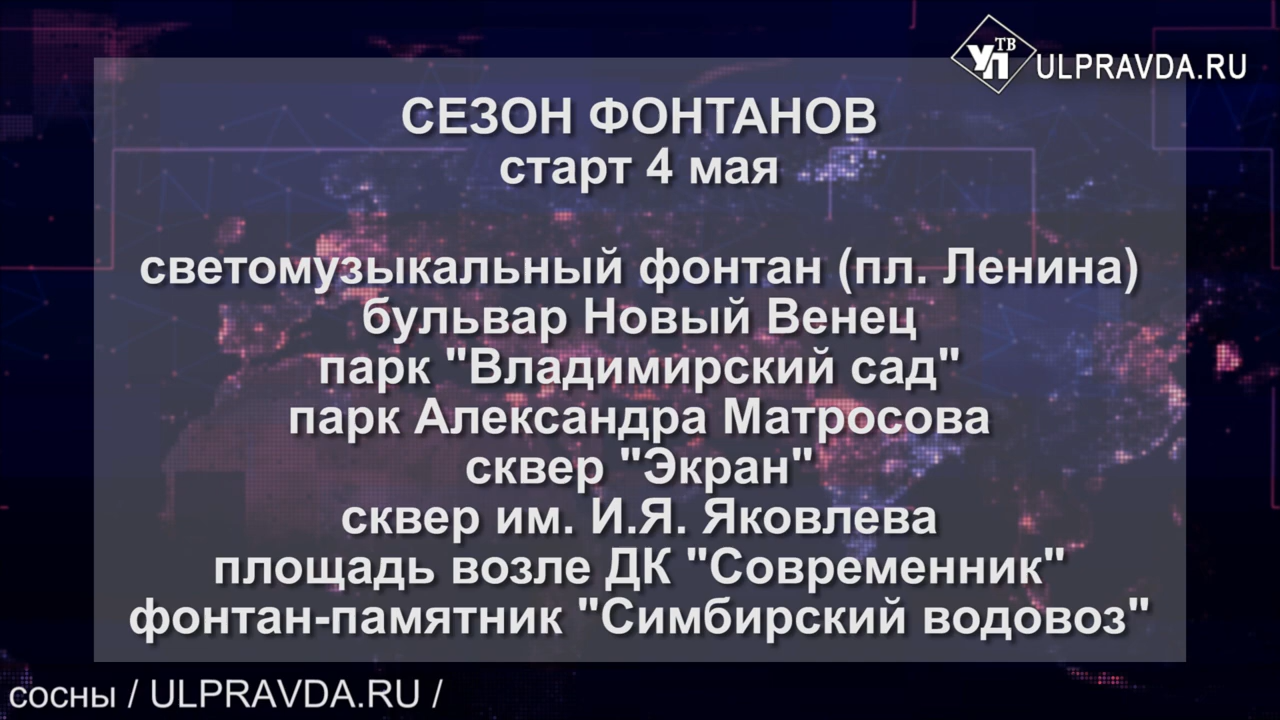 УП ТВ ULPRAVDA.RU
СЕЗОН ФОНТАНОВ
старт 4 мая
светомузыкальный фонтан (пл. Ленина)
бульвар Новый Венец
парк "Владимирский сад"
парк Александра Матросова
сквер "Экран"
сквер им. И.Я. Яковлева
площадь возле ДК "Современник"
фонтан-памятник "Симбирский водовоз"
сосны / ULPRAVDA.RU /